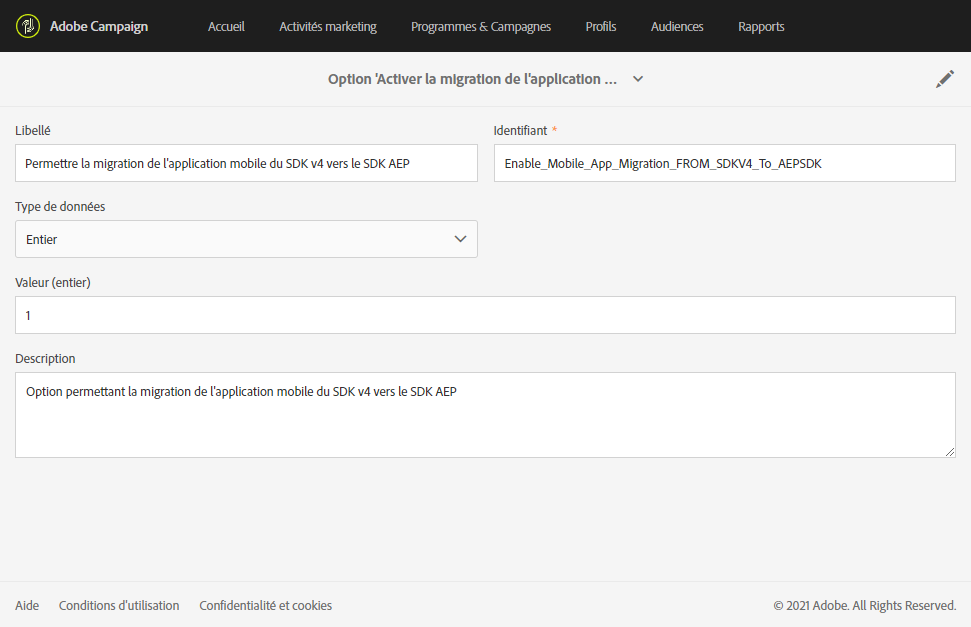 Adobe Campaign
Accueil
Activités marketing
Programmes & Campagnes
Profils
Audiences
Rapports
Option 'Activer la migration de l'application ...
Libellé
Identifiant *
Permettre la migration de l'application mobile du SDK v4 vers le SDK AEP
Enable_Mobile_App_Migration_FROM_SDKV4_To_AEPSDK
Type de données
Entier
Valeur (entier)
1
Description
Option permettant la migration de l'application mobile du SDK v4 vers le SDK AEP
Aide
Conditions d'utilisation
Confidentialité et cookies
© 2021 Adobe. All Rights Reserved.